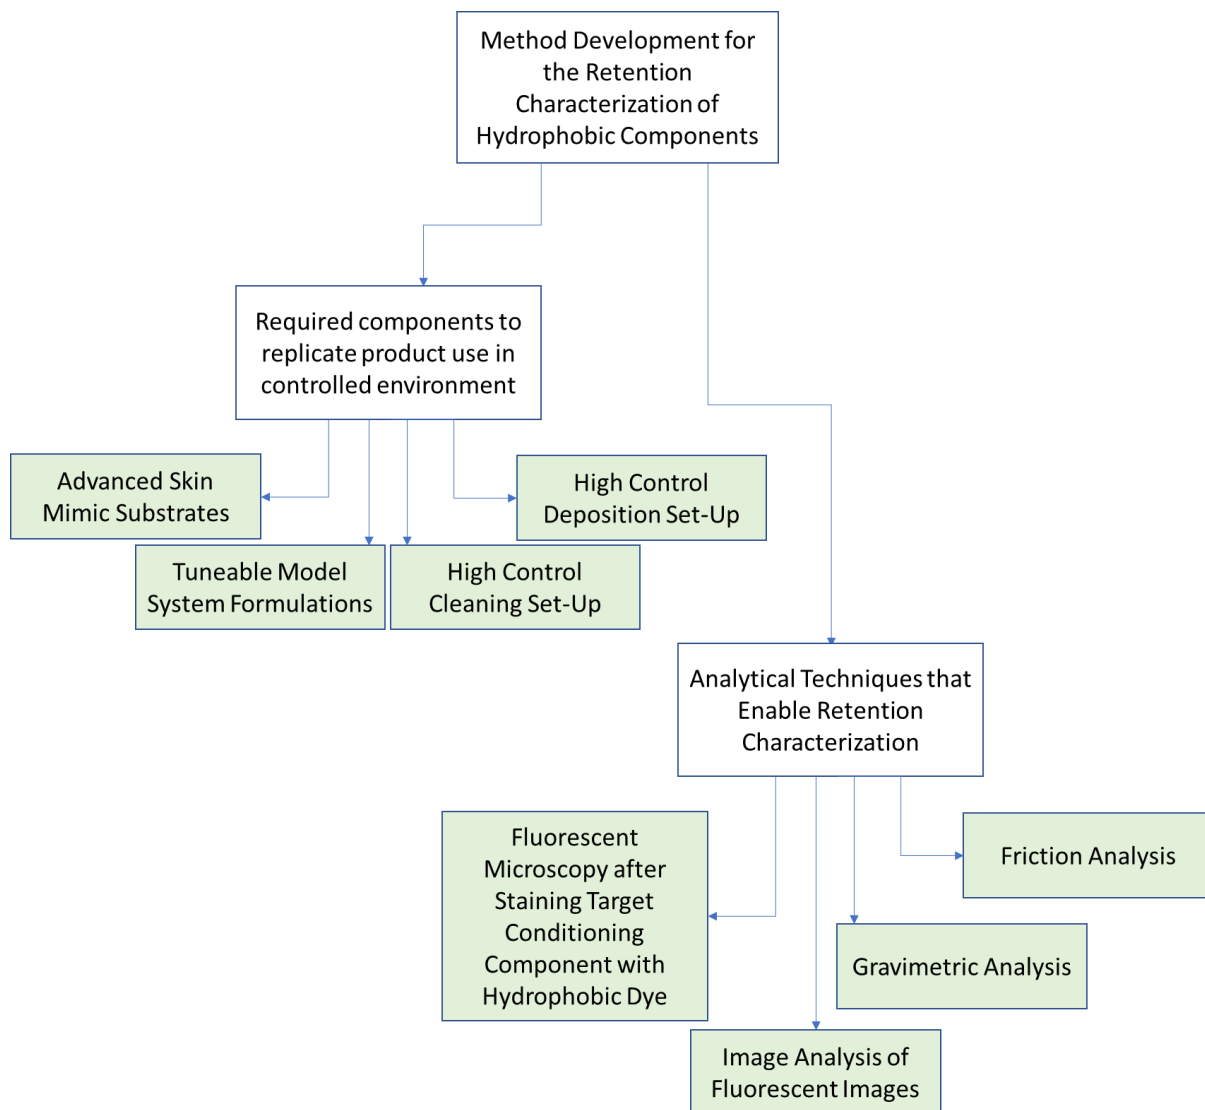 Method Development for
the Retention
Characterization of
Hydrophobic Components
Required components to
replicate product use in
controlled environment
Advanced Skin
Mimic Substrates
High Control
Deposition Set-Up
Tuneable Model
System Formulations
High Control
Cleaning Set-Up
Analytical Techniques that
Enable Retention
Characterization
Fluorescent
Microscopy after
Staining Target
Conditioning
Component with
Hydrophobic Dye
Friction Analysis
Gravimetric Analysis
Image Analysis of
Fluorescent Images